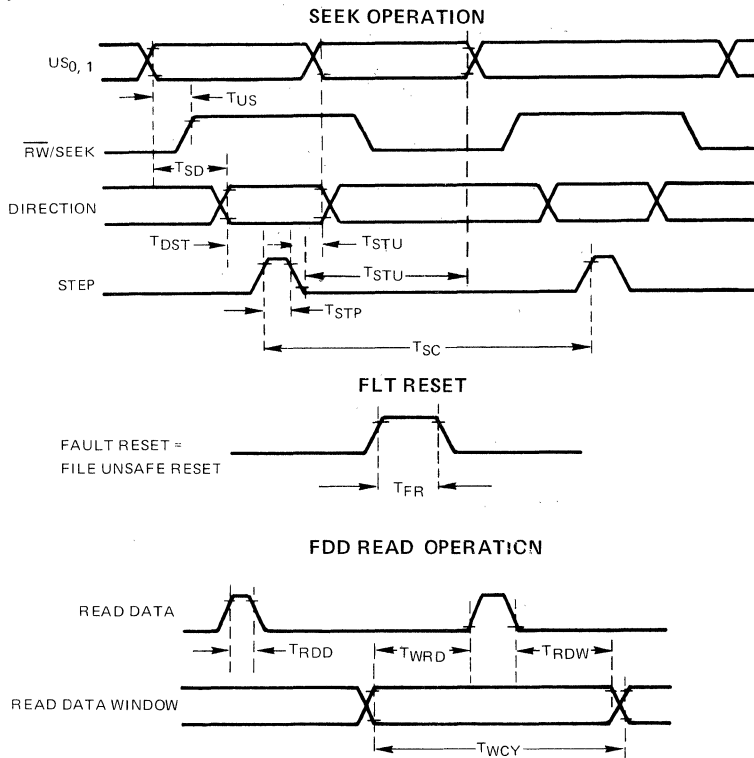 SEEK OPERATION
US0, 1
TUS
RW/SEEK
TSD
DIRECTION
TDST
TSTU
TSTU
STEP
TSTP
TSC
FLT RESET
FAULT RESET =
FILE UNSAFE RESET
TFR
FDD READ OPERATION
READ DATA
TRDD
TWRD
TRDW
READ DATA WINDOW
TWCY